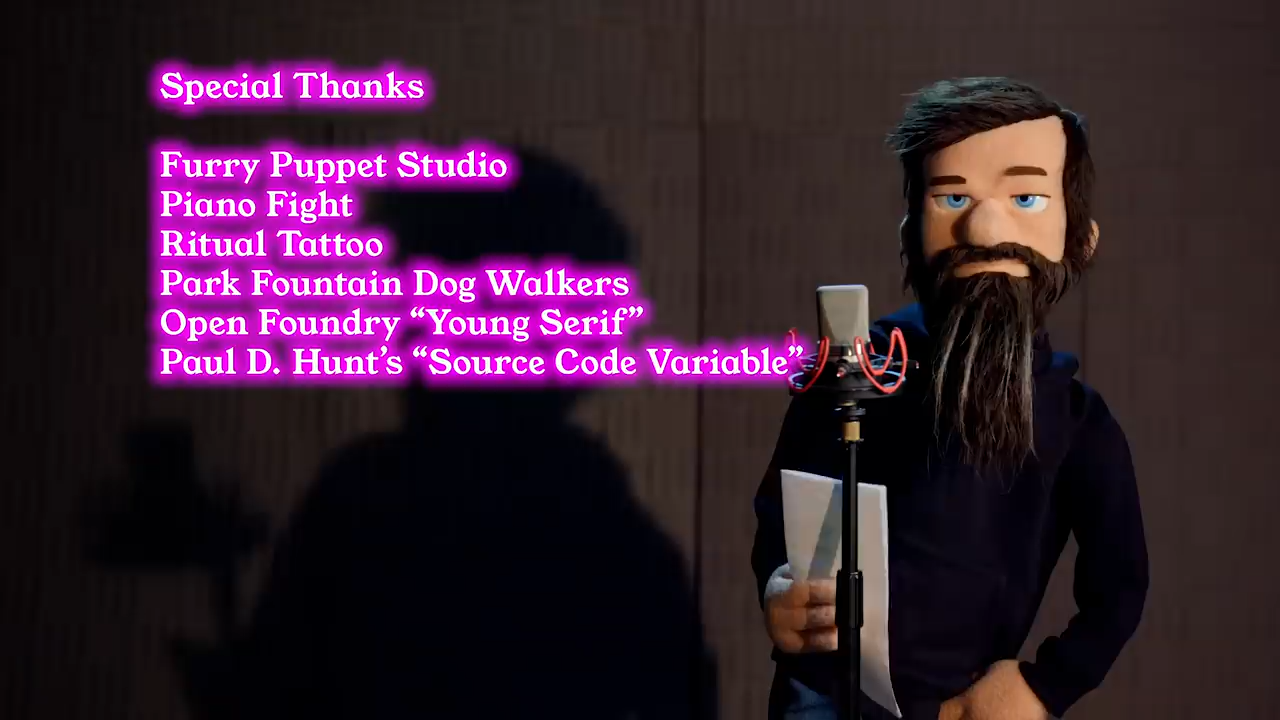 Special Thanks
Furry Puppet Studio
Piano Fight
Ritual Tattoo
Park Fountain Dog Walkers
Open Foundry “Young Serif”
Paul D. Hunt’s “Source Code Variable”